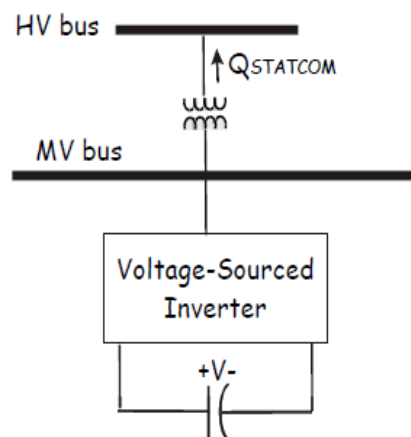 HV bus
QSTATCOM
MV bus
Voltage-Sourced
Inverter
+V-